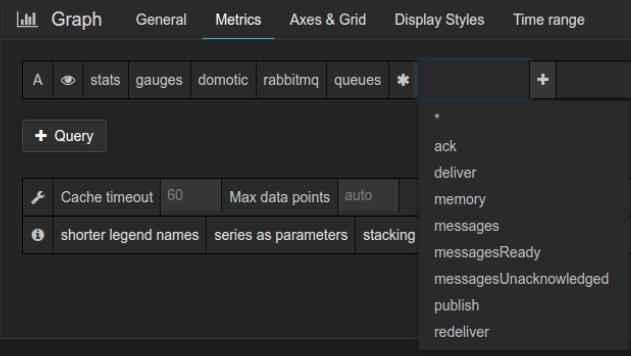 Graph General Metrics Axes & Grid Display Styles Time range
A stats gauges domotic rabbitmq queues * +
+ Query
*
ack
deliver
memory
messages
messagesReady
messagesUnacknowledged
publish
redeliver
Cache timeout 60 Max data points auto
shorter legend names series as parameters stacking